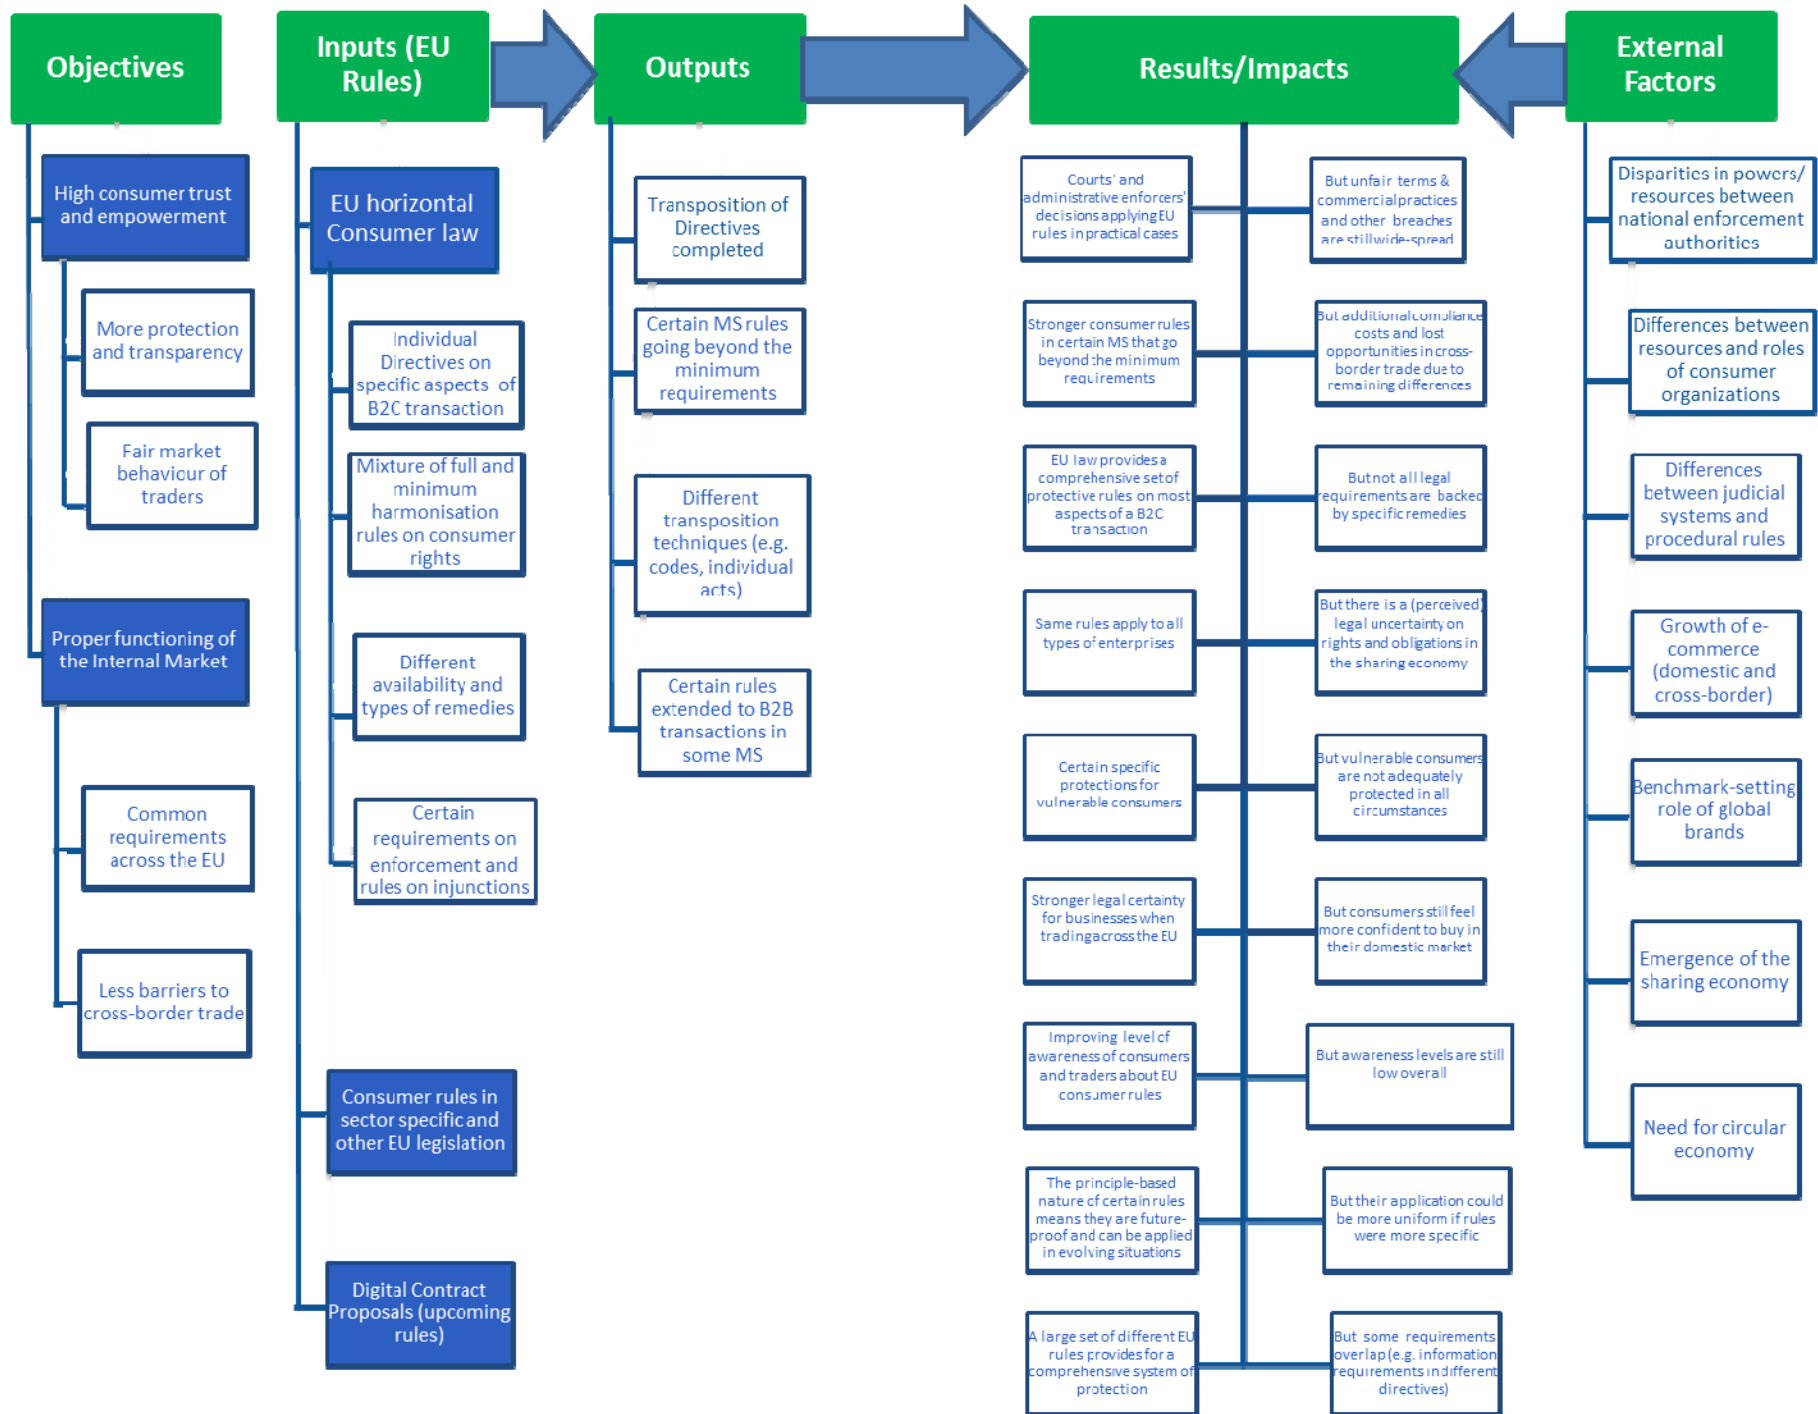 Objectives
High consumer trust
and empowerment
More protection
and transparency
Fair market
behavour of
traders
Proper functioning of
the Internal Market
Common
requirements
across the EU
Less barriers to
cross-border trade
Inputs (EU
Rules)
EU horizontal
Consumer law
Individual
Directives on
specific aspects of
B2C transaction
Mixture of full and
minimum
harmonisation
rules on consumer
rights
Different
availability and
types of remedies
Certain
requirements on
enforcement and
rules on injunctions
Consumer rules in
sector specific and
other EU legislation
Digital Contract
Proposals (upcoming
rules)
Outputs
Transposition of
Directives
completed
Certain MS rules
going beyond the
minimum
requirements
Different
transposition
techniques (e.g.
codes, individual
acts)
Certain rules
extended to B2B
transactions in
some MS
Results/Impacts
Courts' and
administrative enforcers'
decisions applying EU
rules in practical cases
But unfair terms &
commercial practices
and other breaches
are still wide-spread
Stronger consumer rules
in certain MS that go
beyond the minimum
requirements
But additional compliance
costs and lost
opportunities in cross-
border trade due to
remaining differences
EU law provides a
comprehensive set of
protective rules on most
aspects of a B2C
transaction
But not all legal
requirements are backed
by specific remedies
Same rules apply to all
types of enterprises
But there is a (perceived)
legal uncertainty on
rights and obligations in
the sharing economy
Certain specific
protections for
vulnerable consumers
But vulnerable consumers
are not adequately
protected in all
circumstances
Stronger legal certainty
for businesses when
trading across the EU
But consumers still feel
more confident to buy in
their domestic market
Improving level of
awareness of consumers
and traders about EU
consumer rules
But awareness levels are still
low overall
The principle-based
nature of certain rules
means they are future-
proof and can be applied
in evolving situations
But their application could
be more uniform if rules
were more specific
A large set of different EU
rules provides for a
comprehensive system of
protection
But some requirements
overlap (e.g. information
requirements in different
directives)
External
Factors
Disparities in powers/
resources between
national enforcement
authorities
Differences between
resources and roles
of consumer
organizations
Differences
between judicial
systems and
procedural rules
Growth of e-
commerce
(domestic and
cross-border)
Benchmark-setting
role of global
brands
Emergence of the
sharing economy
Need for circular
economy